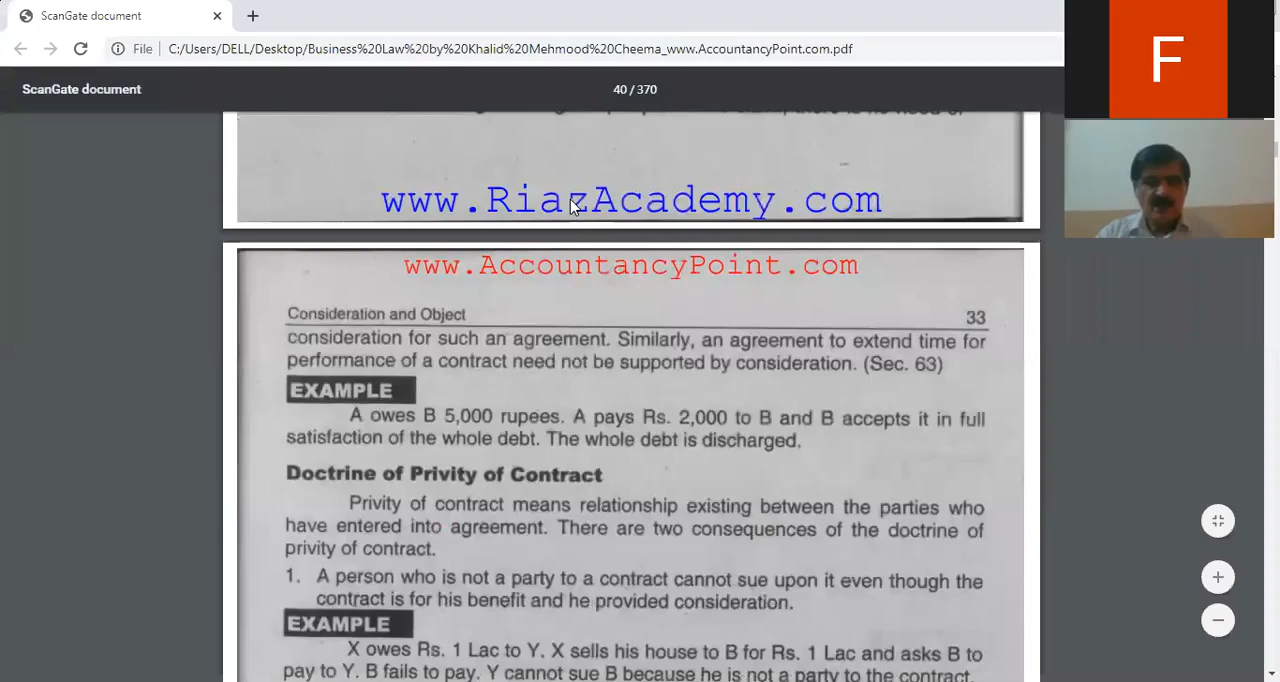 ScanGate document
File
C:/Users/DELL/Desktop/Business%20Law%20by%20Khalid%20Mehmood%20Cheema_www.AccountancyPoint.com.pdf
ScanGate document
40 / 370
F
www.RiazAcademy.com
www.AccountancyPoint.com
Consideration and Object 33
consideration for such an agreement. Similarly, an agreement to extend time for
performance of a contract need not be supported by consideration. (Sec. 63)
EXAMPLE
A owes B 5,000 rupees. A pays Rs. 2,000 to B and B accepts it in full
satisfaction of the whole debt. The whole debt is discharged.
Doctrine of Privity of Contract
Privity of contract means relationship existing between the parties who
have entered into agreement. There are two consequences of the doctrine of
privity of contract.
1. A person who is not a party to a contract cannot sue upon it even though the
contract is for his benefit and he provided consideration.
EXAMPLE
X owes Rs. 1 Lac to Y. X sells his house to B for Rs. 1 Lac and asks B to
pay to Y. B fails to pay. Y cannot sue B because he is not a party to the contract.